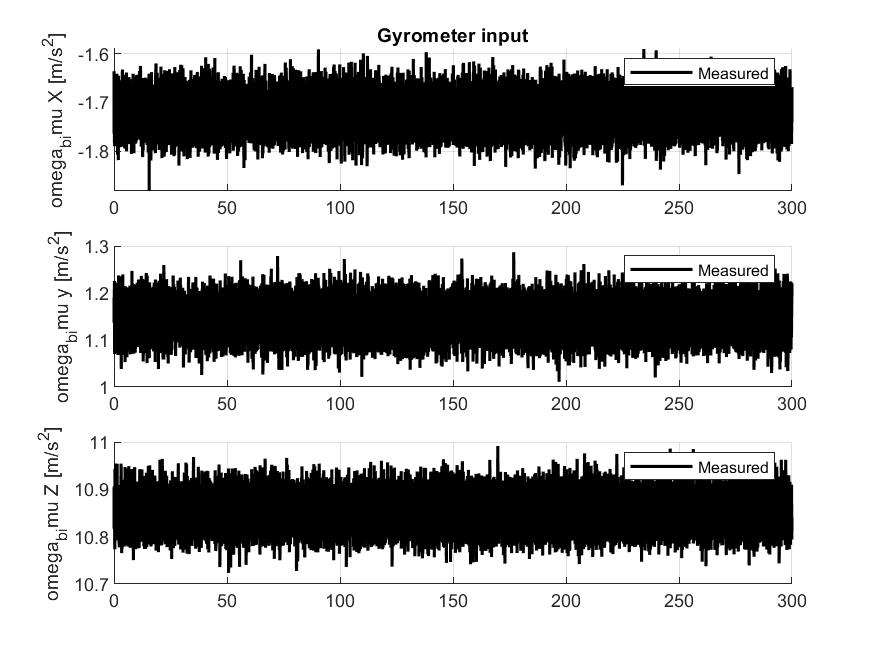 Gyrometer input
omega_bi mu X [m/s^2]
-1.6
-1.7
-1.8
Measured
0 50 100 150 200 250 300
omega_bi mu y [m/s^2]
1.3
1.2
1.1
1
Measured
0 50 100 150 200 250 300
omega_bi mu Z [m/s^2]
11
10.9
10.8
10.7
Measured
0 50 100 150 200 250 300